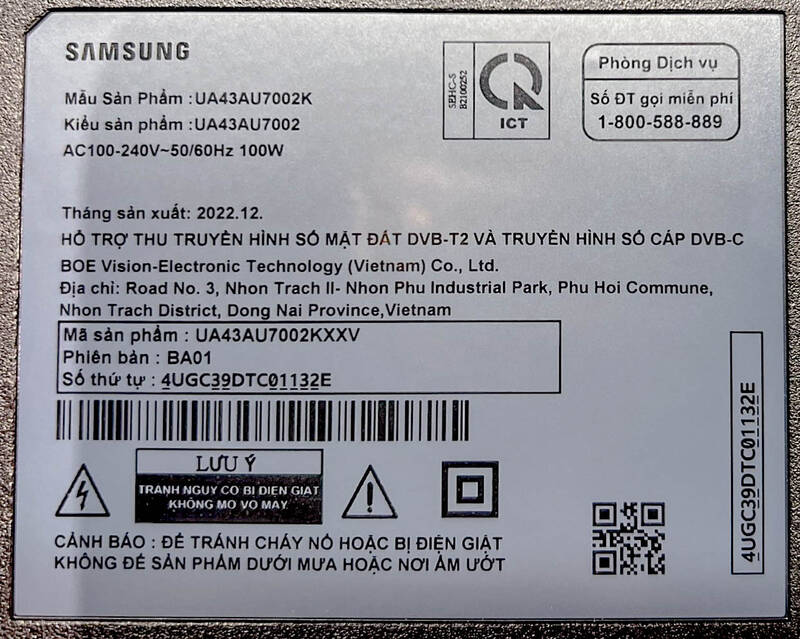 SAMSUNG
Mẫu Sản Phẩm :UA43AU7002K
Kiểu sản phẩm :UA43AU7002
AC100-240V~50/60Hz 100W
SEHC-S
B2100252
ICT
Phòng Dịch vụ
Số ĐT gọi miễn phí
1-800-588-889
Tháng sản xuất: 2022.12.
HỖ TRỢ THU TRUYỀN HÌNH SỐ MẶT ĐẤT DVB-T2 VÀ TRUYỀN HÌNH SỐ CÁP DVB-C
BOE Vision-Electronic Technology (Vietnam) Co., Ltd.
Địa chỉ: Road No. 3, Nhon Trach II- Nhon Phu Industrial Park, Phu Hoi Commune,
Nhon Trach District, Dong Nai Province,Vietnam
Mã sản phẩm : UA43AU7002KXXV
Phiên bản : BA01
Số thứ tự : 4UGC39DTC01132E
4UGC39DTC01132E
LƯU Ý
TRANH NGUY CO BỊ ĐIEN GIAT
KHÔNG MO VO MAY.
CẢNH BÁO : ĐỂ TRÁNH CHÁY NỔ HOẶC BỊ ĐIỆN GIẬT
KHÔNG ĐỂ SẢN PHẨM DƯỚI MƯA HOẶC NƠI ẨM ƯỚT